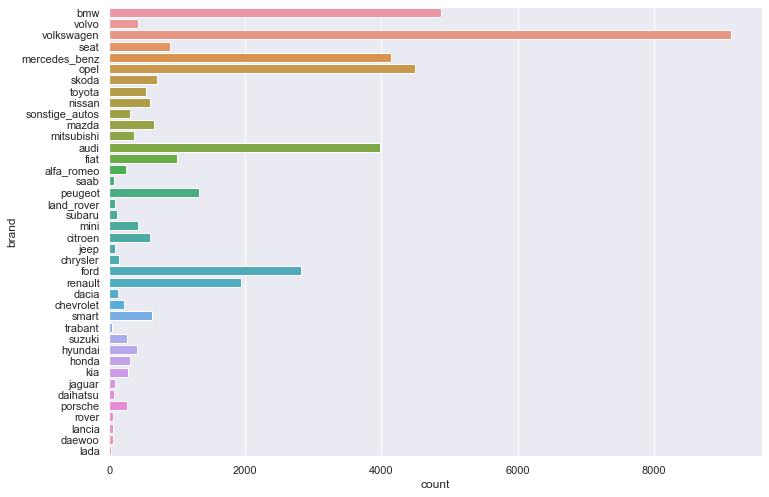 bmw
volvo
volkswagen
seat
mercedes_benz
opel
skoda
toyota
nissan
sonstige_autos
mazda
mitsubishi
audi
fiat
alfa_romeo
saab
peugeot
land_rover
subaru
mini
citroen
jeep
chrysler
ford
renault
dacia
chevrolet
smart
trabant
suzuki
hyundai
honda
kia
jaguar
daihatsu
porsche
rover
lancia
daewoo
lada
brand
0 2000 4000 6000 8000
count